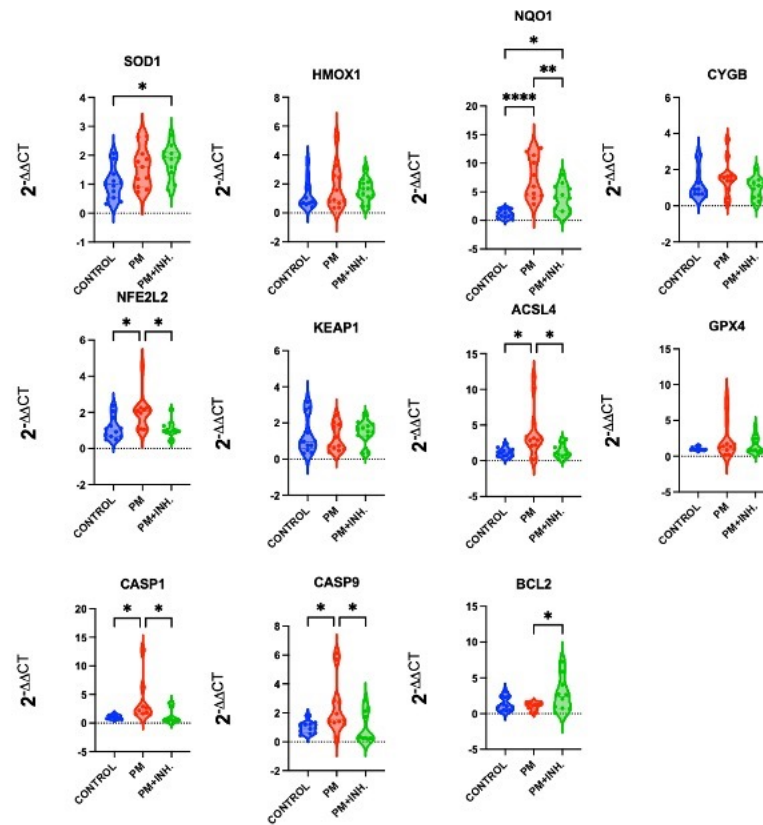 SOD1
*
2-ΔΔCT
4
3
2
1
0
-1
CONTROL
PM
PM+INH.
HMOX1
2-ΔΔCT
8
6
4
2
0
-2
CONTROL
PM
PM+INH.
NQO1
*
**
****
2-ΔΔCT
20
15
10
5
0
-5
CONTROL
PM
PM+INH.
CYGB
2-ΔΔCT
6
4
2
0
-2
CONTROL
PM
PM+INH.
NFE2L2
* *
2-ΔΔCT
6
4
2
0
-2
CONTROL
PM
PM+INH.
KEAP1
2-ΔΔCT
6
4
2
0
-2
CONTROL
PM
PM+INH.
ACSL4
* *
2-ΔΔCT
15
10
5
0
-5
CONTROL
PM
PM+INH.
GPX4
2-ΔΔCT
15
10
5
0
-5
CONTROL
PM
PM+INH.
CASP1
* *
2-ΔΔCT
20
15
10
5
0
-5
CONTROL
PM
PM+INH.
CASP9
* *
2-ΔΔCT
8
6
4
2
0
-2
CONTROL
PM
PM+INH.
BCL2
*
2-ΔΔCT
15
10
5
0
-5
CONTROL
PM
PM+INH.